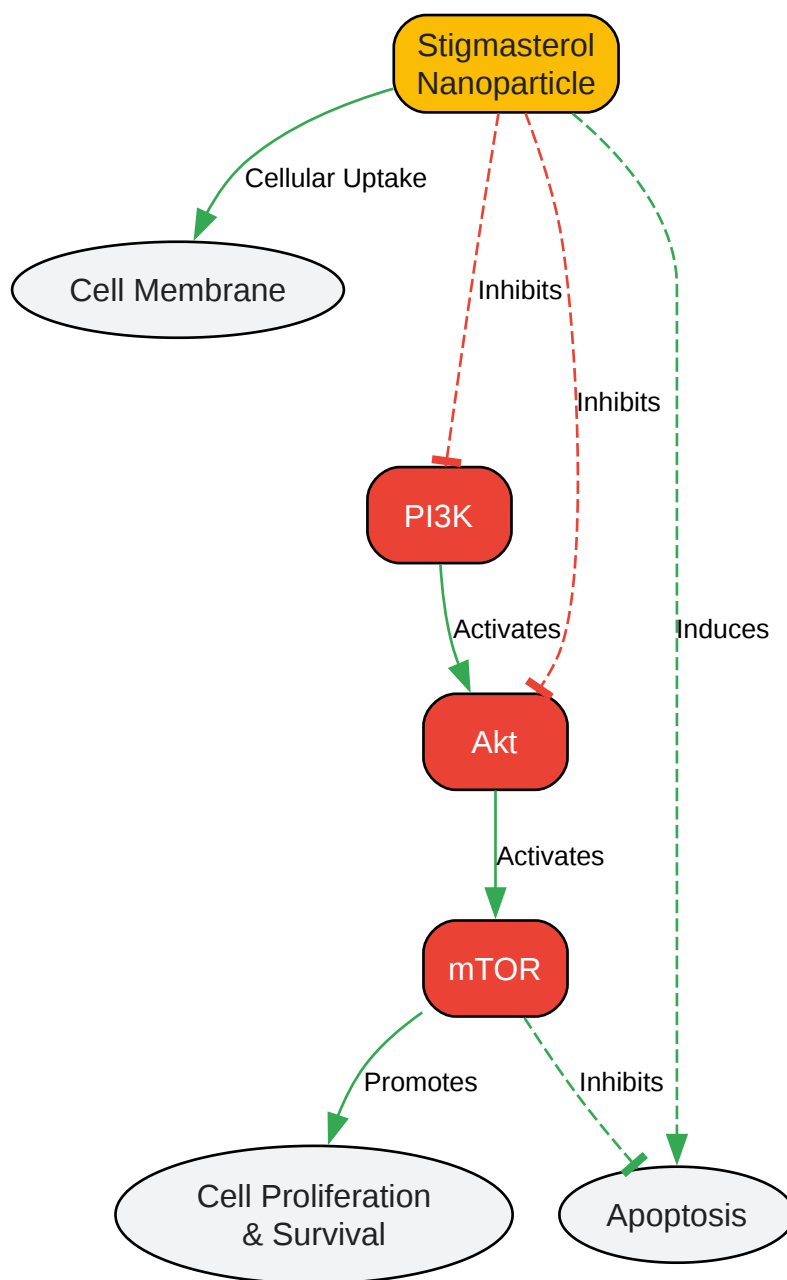 Stigmasterol
Nanoparticle
Cellular Uptake
Cell Membrane
Inhibits
Inhibits
PI3K
Activates
Induces
Akt
Activates
mTOR
Promotes
Inhibits
Cell Proliferation
& Survival
Apoptosis